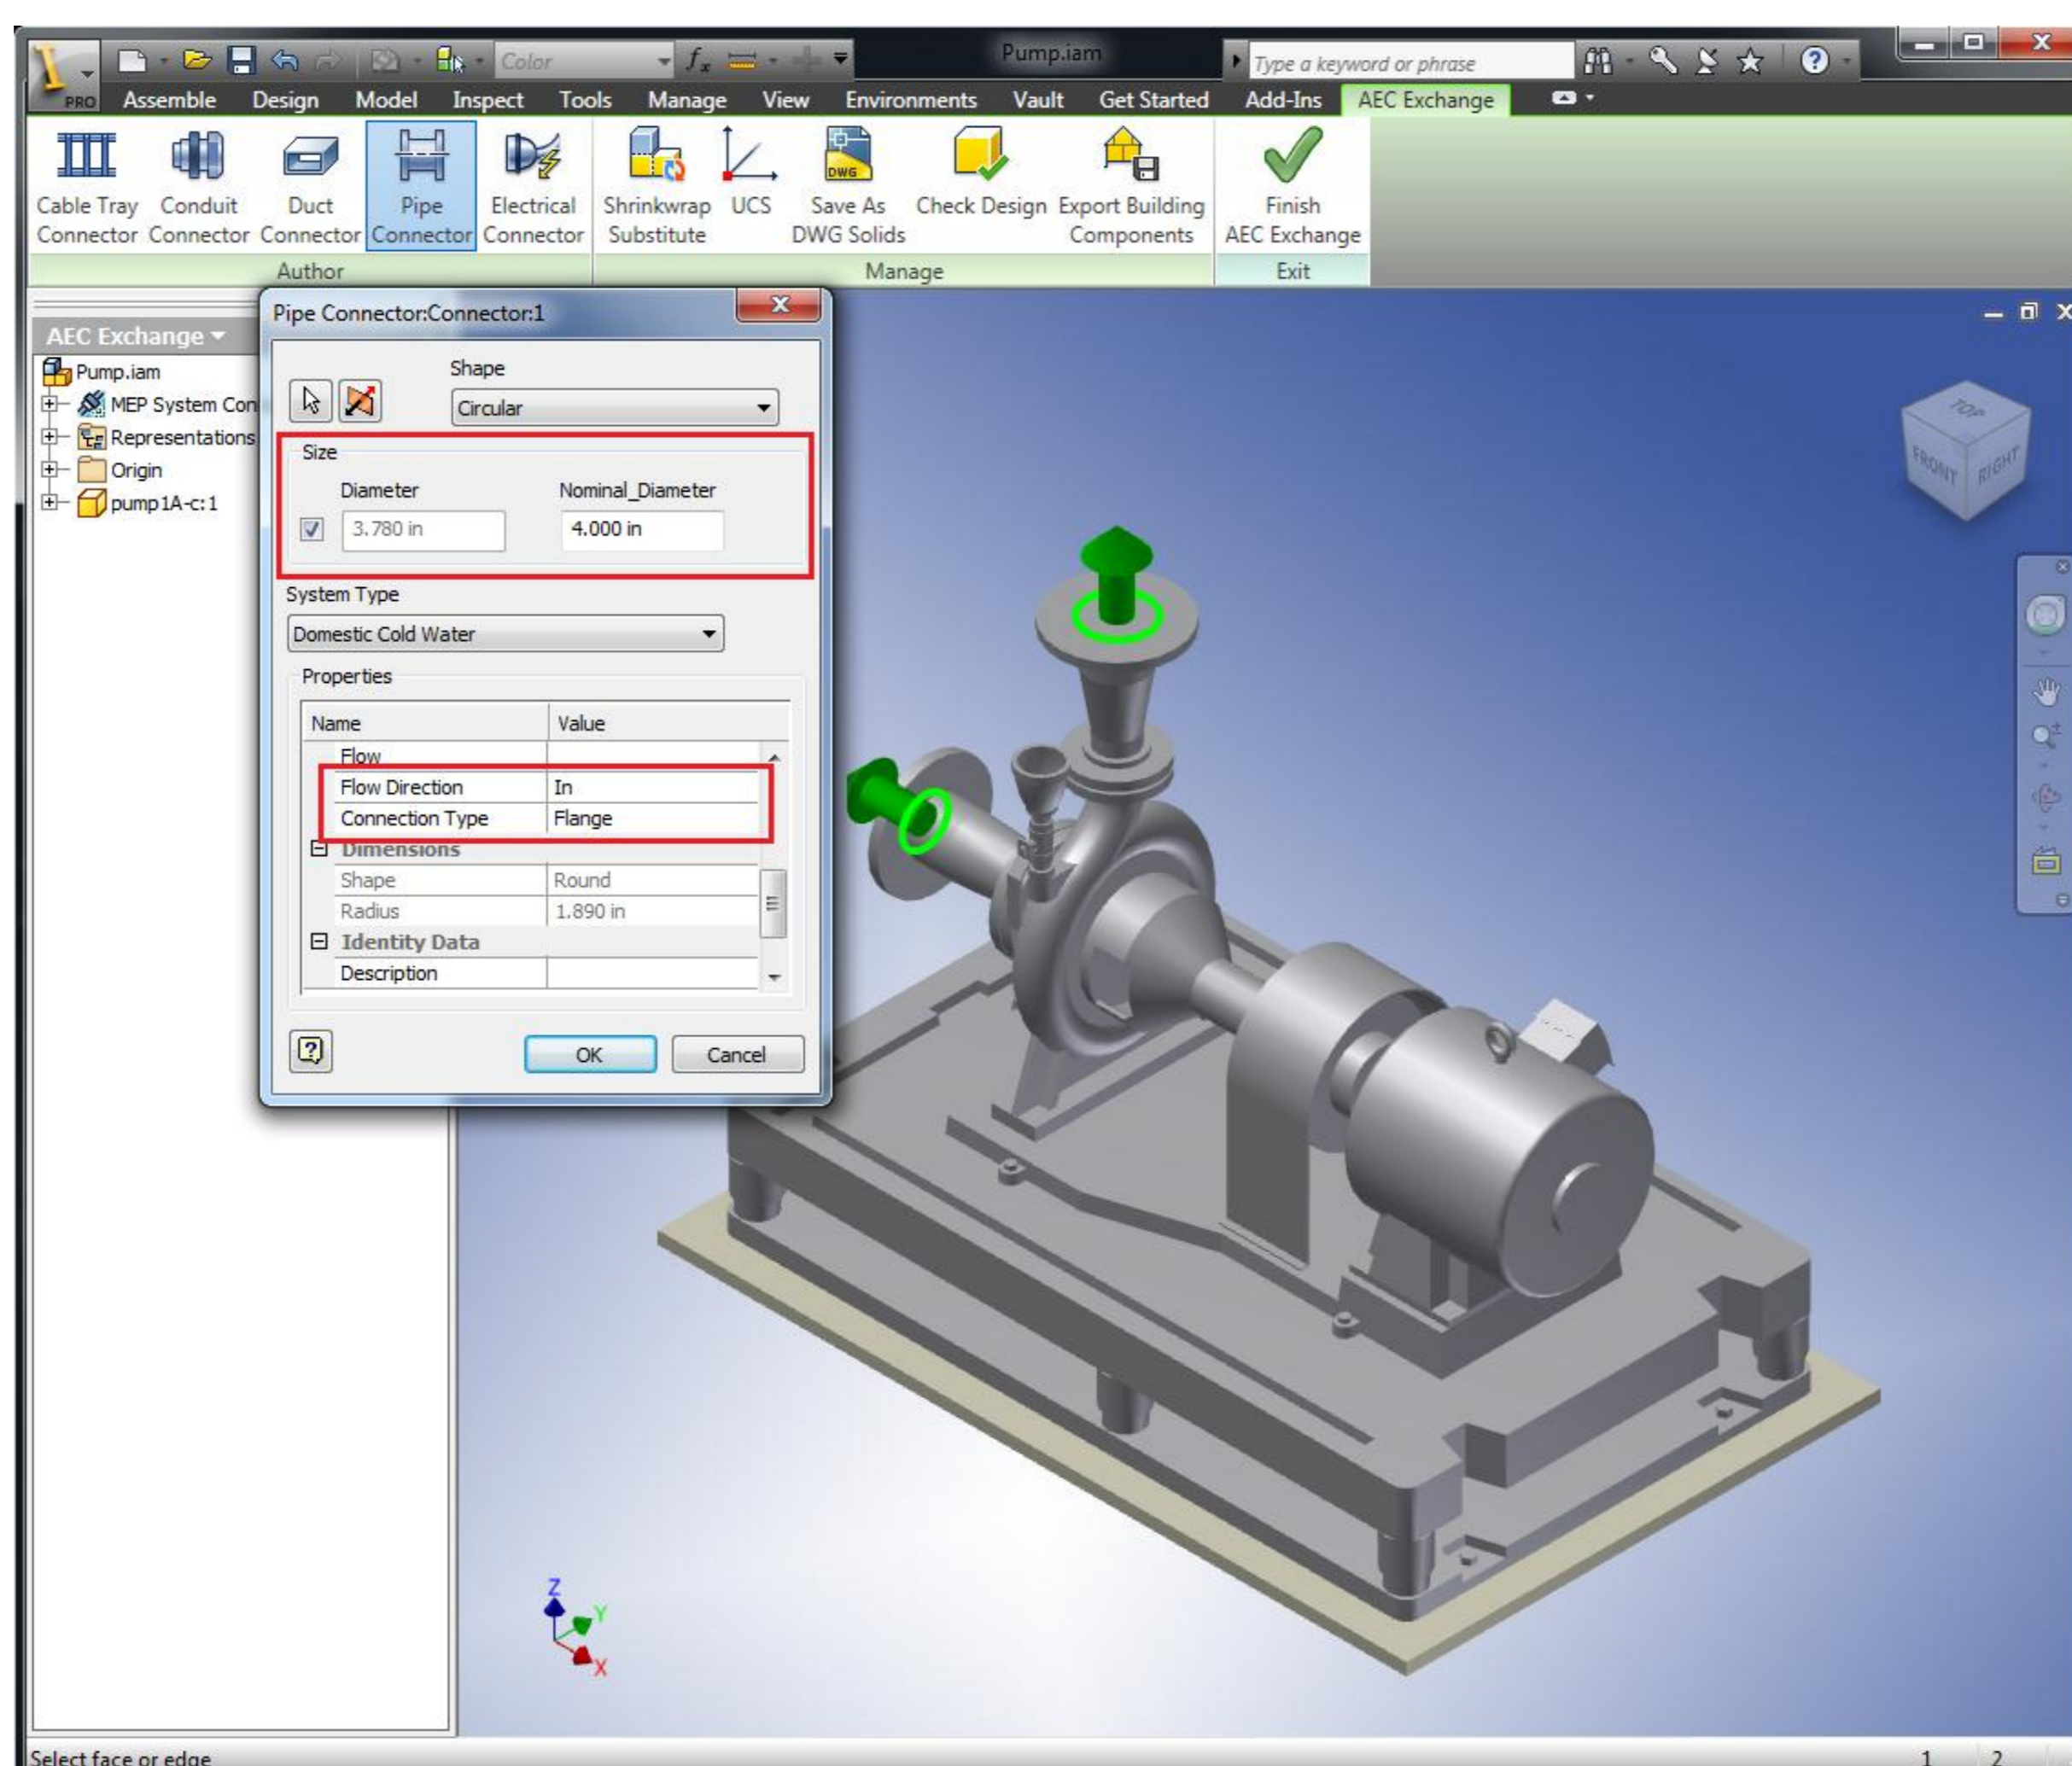 Color
fx
Pump.iam
Type a keyword or phrase
PRO Assemble Design Model Inspect Tools Manage View Environments Vault Get Started Add-Ins AEC Exchange
Cable Tray Connector
Conduit Connector
Duct Connector
Pipe Connector
Electrical Connector
Shrinkwrap Substitute
UCS
DWG
Save As DWG Solids
Check Design
Export Building Components
Finish AEC Exchange
Author
Manage
Exit
AEC Exchange
Pump.iam
MEP System Con
Representations
Origin
pump1A-c:1
Pipe Connector:Connector:1
Shape
Circular
Size
Diameter Nominal_Diameter
3.780 in 4.000 in
System Type
Domestic Cold Water
Properties
Name Value
Flow
Flow Direction In
Connection Type Flange
Dimensions
Shape Round
Radius 1.890 in
Identity Data
Description
OK Cancel
TOP
FRONT RIGHT
Z
Y
X
Select face or edge
1 2